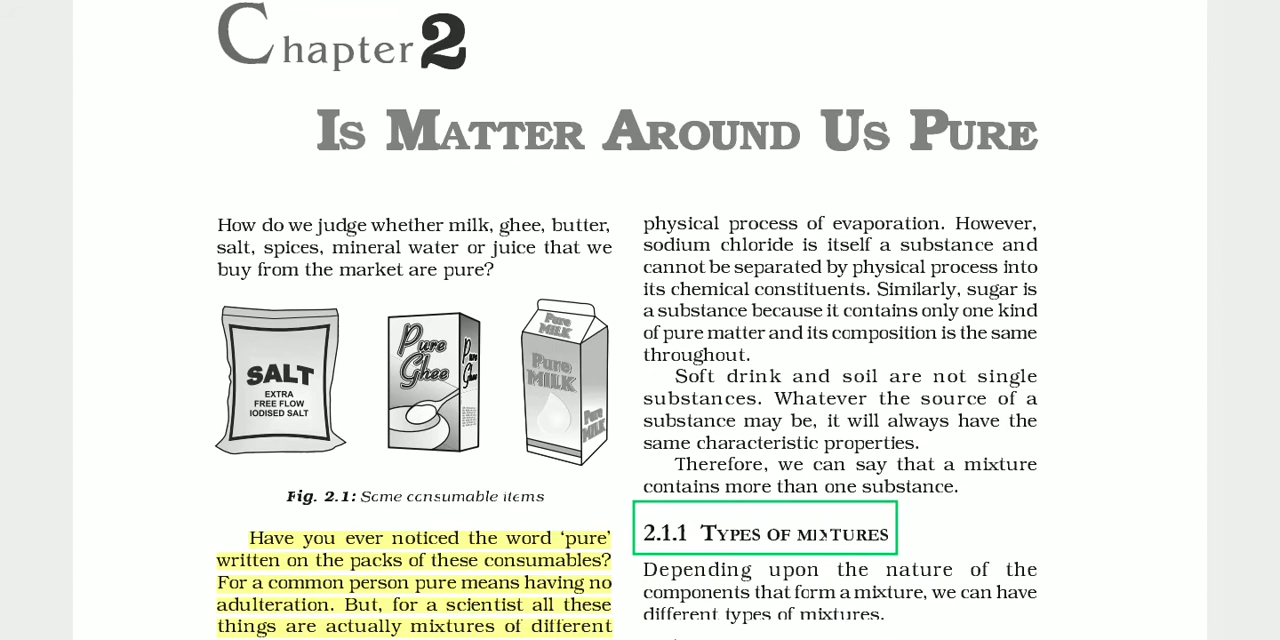 Chapter 2
IS MATTER AROUND US PURE
How do we judge whether milk, ghee, butter,
salt, spices, mineral water or juice that we
buy from the market are pure?
SALT
EXTRA
FREE FLOW
IODISED SALT
Pure
Ghee
Pure
Ghee
Pure
MILK
Pure
MILK
Pure
MILK
Fig. 2.1: Some consumable items
Have you ever noticed the word ‘pure’
written on the packs of these consumables?
For a common person pure means having no
adulteration. But, for a scientist all these
things are actually mixtures of different
physical process of evaporation. However,
sodium chloride is itself a substance and
cannot be separated by physical process into
its chemical constituents. Similarly, sugar is
a substance because it contains only one kind
of pure matter and its composition is the same
throughout.
Soft drink and soil are not single
substances. Whatever the source of a
substance may be, it will always have the
same characteristic properties.
Therefore, we can say that a mixture
contains more than one substance.
2.1.1 TYPES OF MIXTURES
Depending upon the nature of the
components that form a mixture, we can have
different types of mixtures.